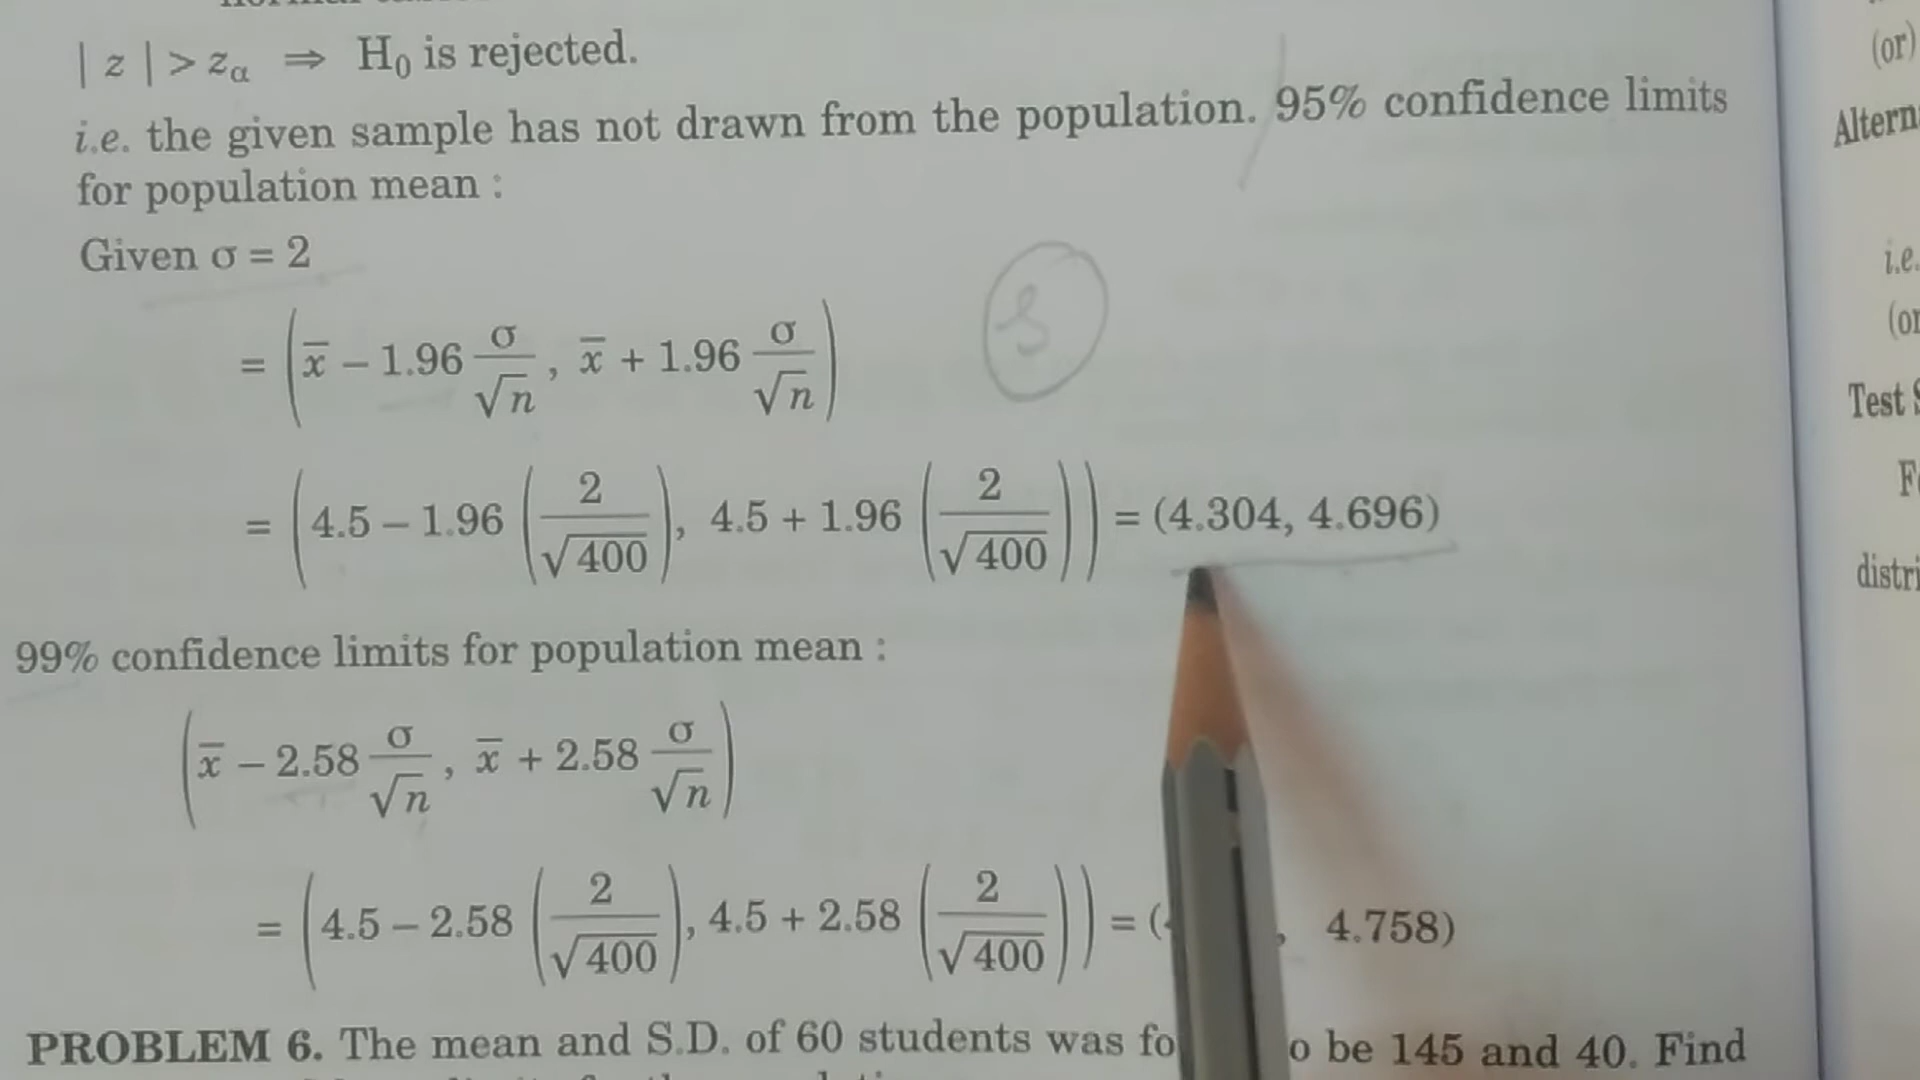 | z | > zα ⇒ H₀ is rejected.
i.e. the given sample has not drawn from the population. 95% confidence limits
for population mean :
Given σ = 2
= (x̄ − 1.96 σ/√n , x̄ + 1.96 σ/√n)
= (4.5 − 1.96 (2/√400), 4.5 + 1.96 (2/√400)) = (4.304, 4.696)
99% confidence limits for population mean :
(x̄ − 2.58 σ/√n , x̄ + 2.58 σ/√n)
= (4.5 − 2.58 (2/√400), 4.5 + 2.58 (2/√400)) = ( , 4.758)
PROBLEM 6. The mean and S.D. of 60 students was fo o be 145 and 40. Find
(or)
Altern
i.e.
(or
Test S
F
distri